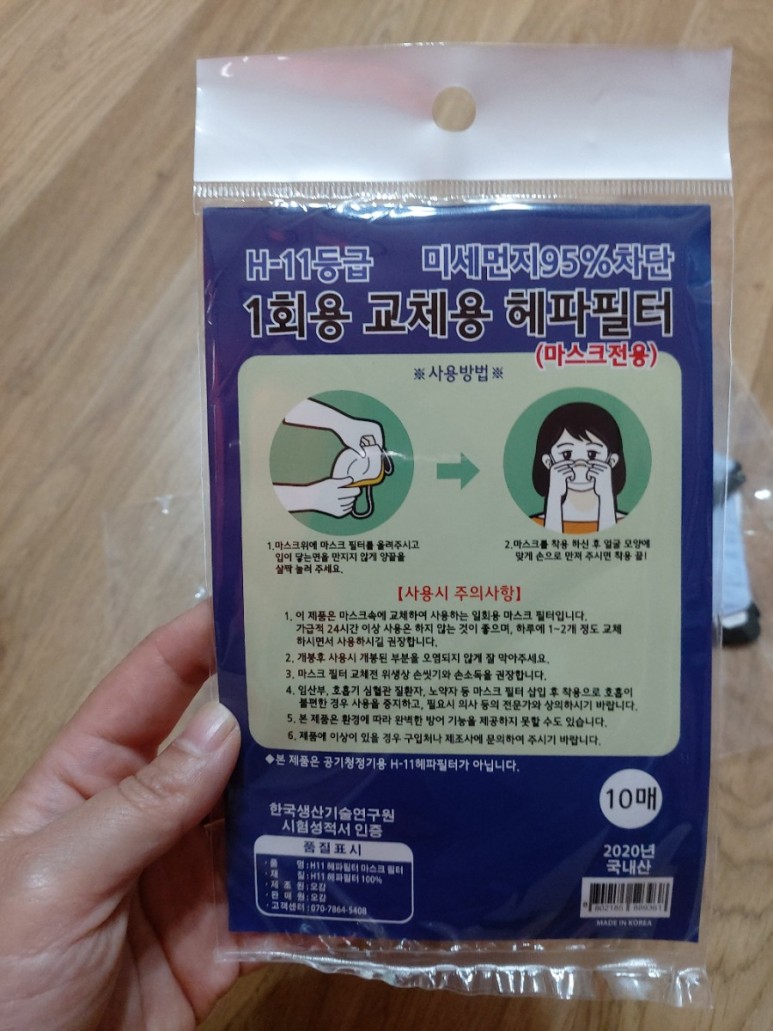 H-11등급 미세먼지95%차단
1회용 교체용 헤파필터
(마스크전용)
※사용방법※
1.마스크위에 마스크 필터를 올려주시고
입이 닿는면을 만지지 않게 양끝을
살짝 눌러 주세요.
2.마스크를 착용 하신 후 얼굴 모양에
맞게 손으로 만져 주시면 착용 끝!
[사용시 주의사항]
1. 이 제품은 마스크속에 교체하여 사용하는 일회용 마스크 필터입니다.
가급적 24시간 이상 사용은 하지 않는 것이 좋으며, 하루에 1~2개 정도 교체
하시면서 사용하시길 권장합니다.
2. 개봉후 사용시 개봉된 부분을 오염되지 않게 잘 막아주세요.
3. 마스크 필터 교체전 위생상 손씻기와 손소독을 권장합니다.
4. 임산부, 호흡기 심혈관 질환자, 노약자 등 마스크 필터 삽입 후 착용으로 호흡이
불편한 경우 사용을 중지하고, 필요시 의사 등의 전문가와 상의하시기 바랍니다.
5. 본 제품은 환경에 따라 완벽한 방어 기능을 제공하지 못할 수도 있습니다.
6. 제품에 이상이 있을 경우 구입처나 제조사에 문의하여 주시기 바랍니다.
◆본 제품은 공기청정기용 H-11헤파필터가 아닙니다.
10매
한국생산기술연구원
시험성적서 인증
품질표시
· 품 명 : H11 헤파필터 마스크 필터
· 재 질 : H11 헤파필터 100%
· 제 조 원 : 오감
· 판 매 원 : 오감
· 고객센터 : 070-7864-5408
2020년
국내산
MADE IN KOREA